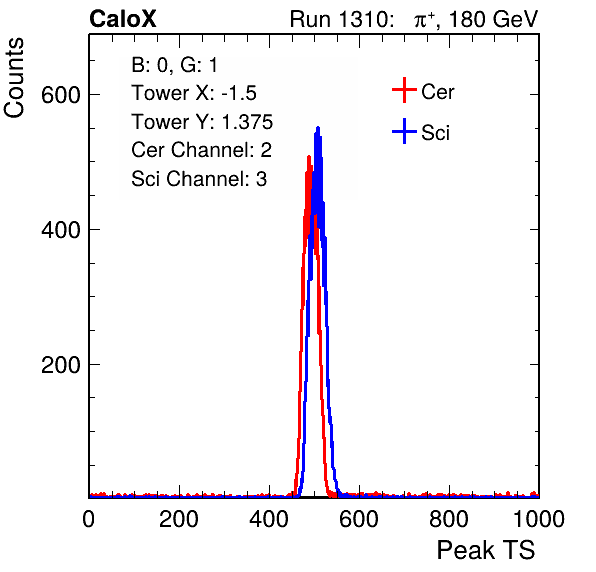 CaloX Run 1310: π⁺, 180 GeV
Counts
B: 0, G: 1
Tower X: -1.5
Tower Y: 1.375
Cer Channel: 2
Sci Channel: 3
Cer
Sci
600
400
200
0 200 400 600 800 1000
Peak TS